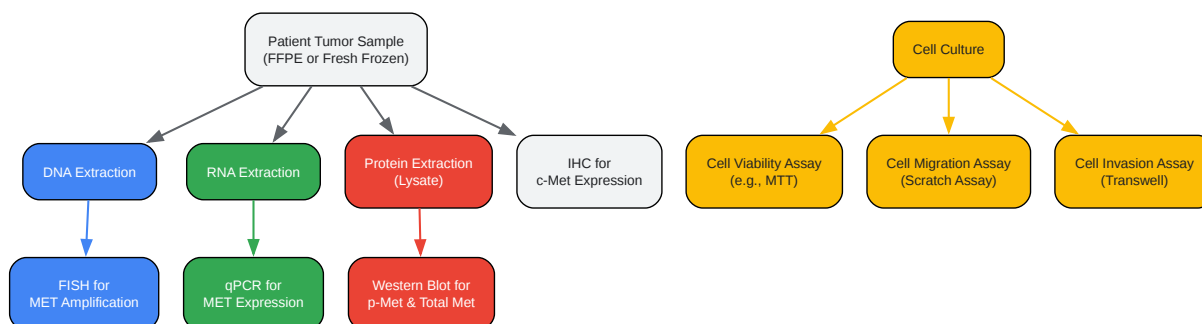 Patient Tumor Sample
(FFPE or Fresh Frozen)
Cell Culture
DNA Extraction
RNA Extraction
Protein Extraction
(Lysate)
IHC for
c-Met Expression
Cell Viability Assay
(e.g., MTT)
Cell Migration Assay
(Scratch Assay)
Cell Invasion Assay
(Transwell)
FISH for
MET Amplification
qPCR for
MET Expression
Western Blot for
p-Met & Total Met